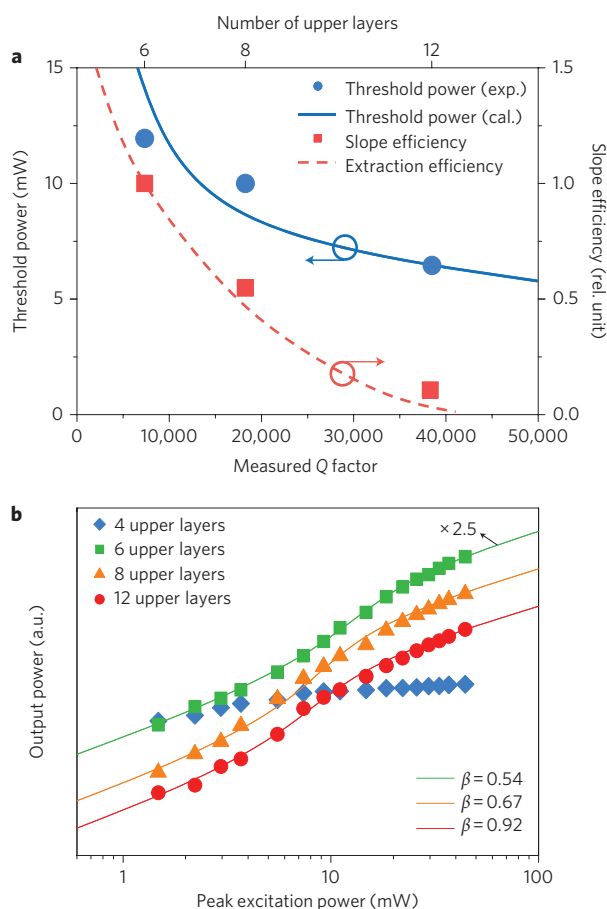 Number of upper layers
6 8 12
a
15 1.5
Threshold power (exp.)
Threshold power (cal.)
Slope efficiency
Extraction efficiency
10 1.0
5 0.5
0 0.0
Threshold power (mW)
Slope efficiency (rel. unit)
0 10,000 20,000 30,000 40,000 50,000
Measured Q factor
b
4 upper layers
6 upper layers
8 upper layers
12 upper layers
× 2.5
Output power (a.u.)
β = 0.54
β = 0.67
β = 0.92
1 10 100
Peak excitation power (mW)